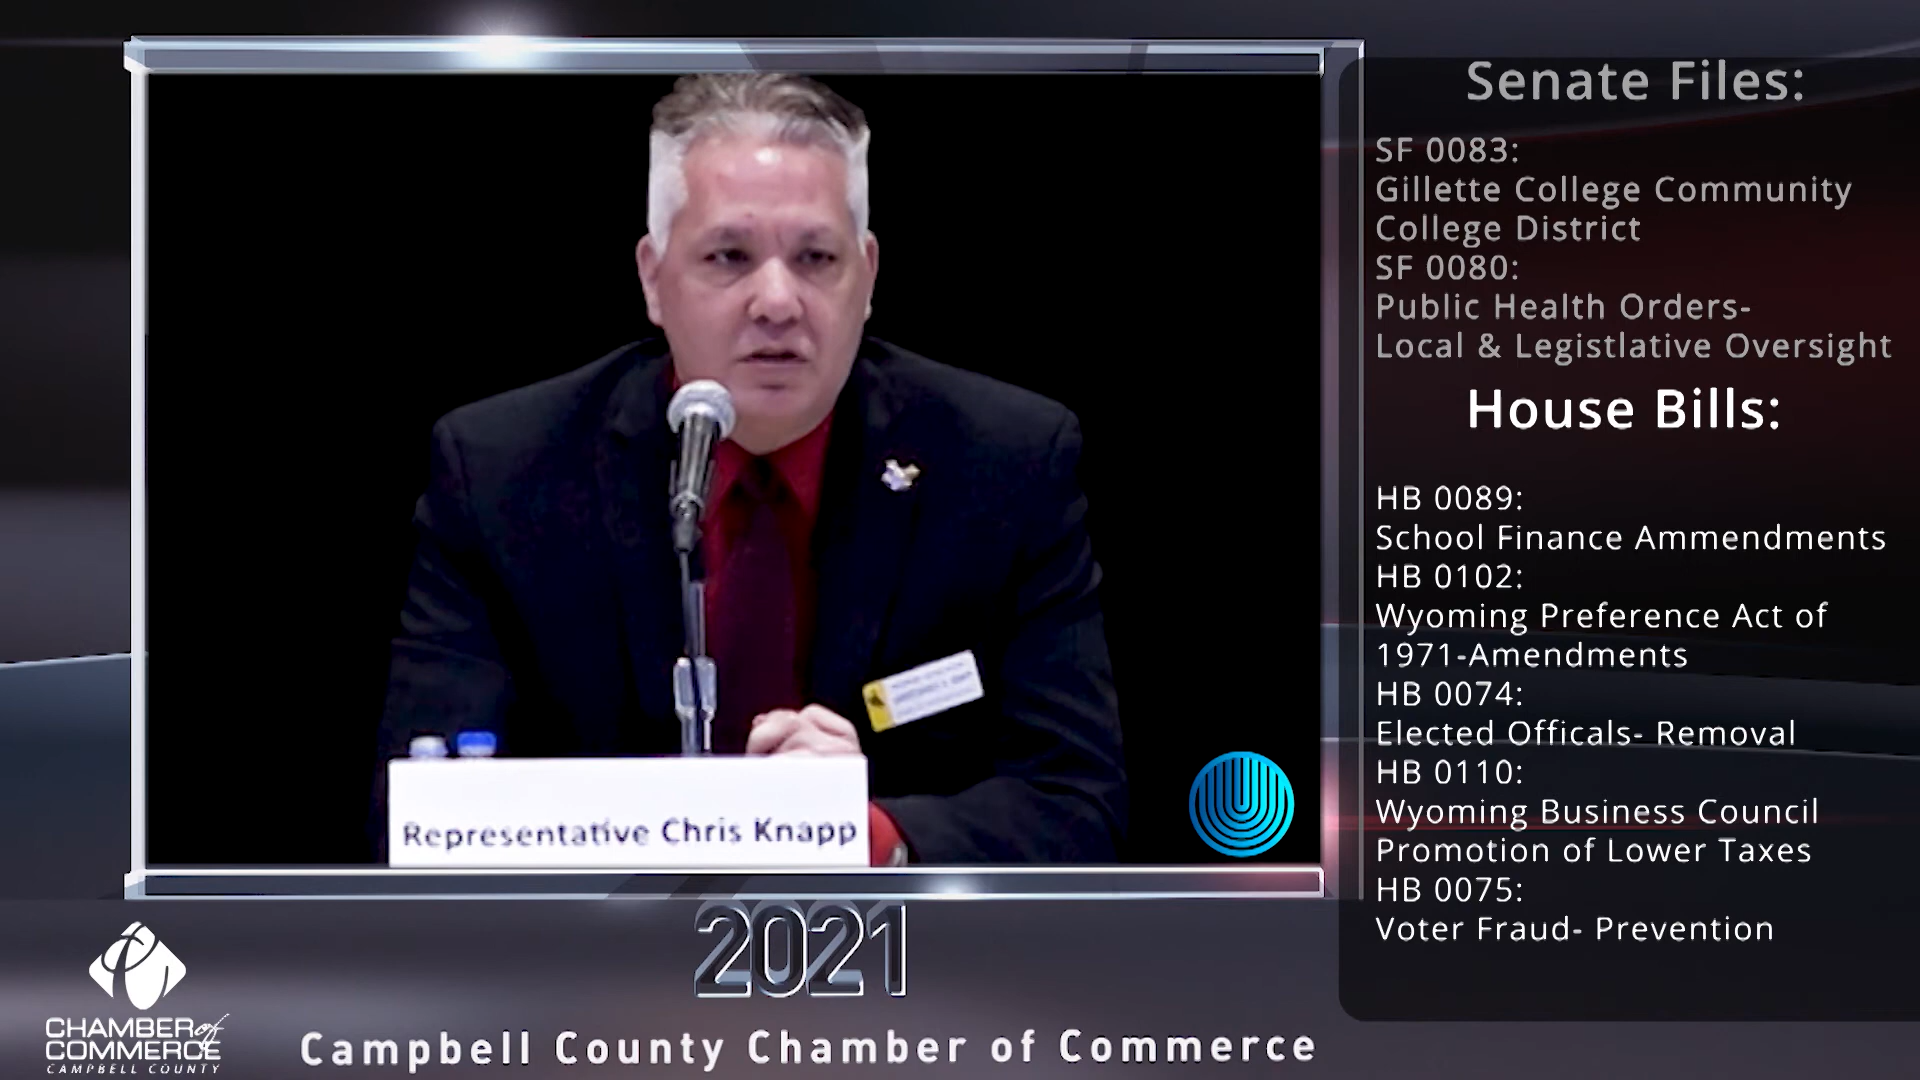 Senate Files:
SF 0083:
Gillette College Community
College District
SF 0080:
Public Health Orders-
Local & Legistlative Oversight
House Bills:
HB 0089:
School Finance Ammendments
HB 0102:
Wyoming Preference Act of
1971-Amendments
HB 0074:
Elected Officals- Removal
HB 0110:
Wyoming Business Council
Promotion of Lower Taxes
HB 0075:
Voter Fraud- Prevention
Representative Chris Knapp
2021
Campbell County Chamber of Commerce
CHAMBER of
COMMERCE
CAMPBELL COUNTY